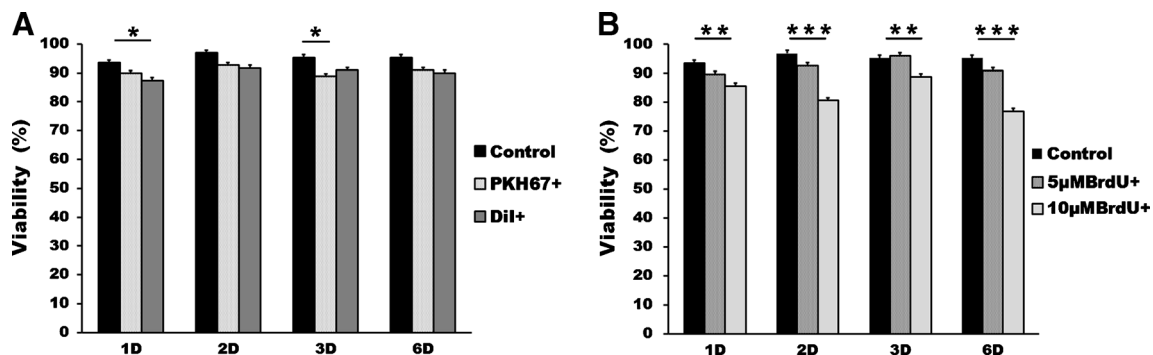 A
Viability (%)
100
90
80
70
60
90
50
40
30
20
10
0
*
*
1D
2D
3D
6D
Control
PKH67+
DiI+
B
Viability (%)
100
90
80
70
60
90
50
40
30
20
10
0
**
***
**
***
1D
2D
3D
6D
Control
5µMBrdU+
10µMBrdU+